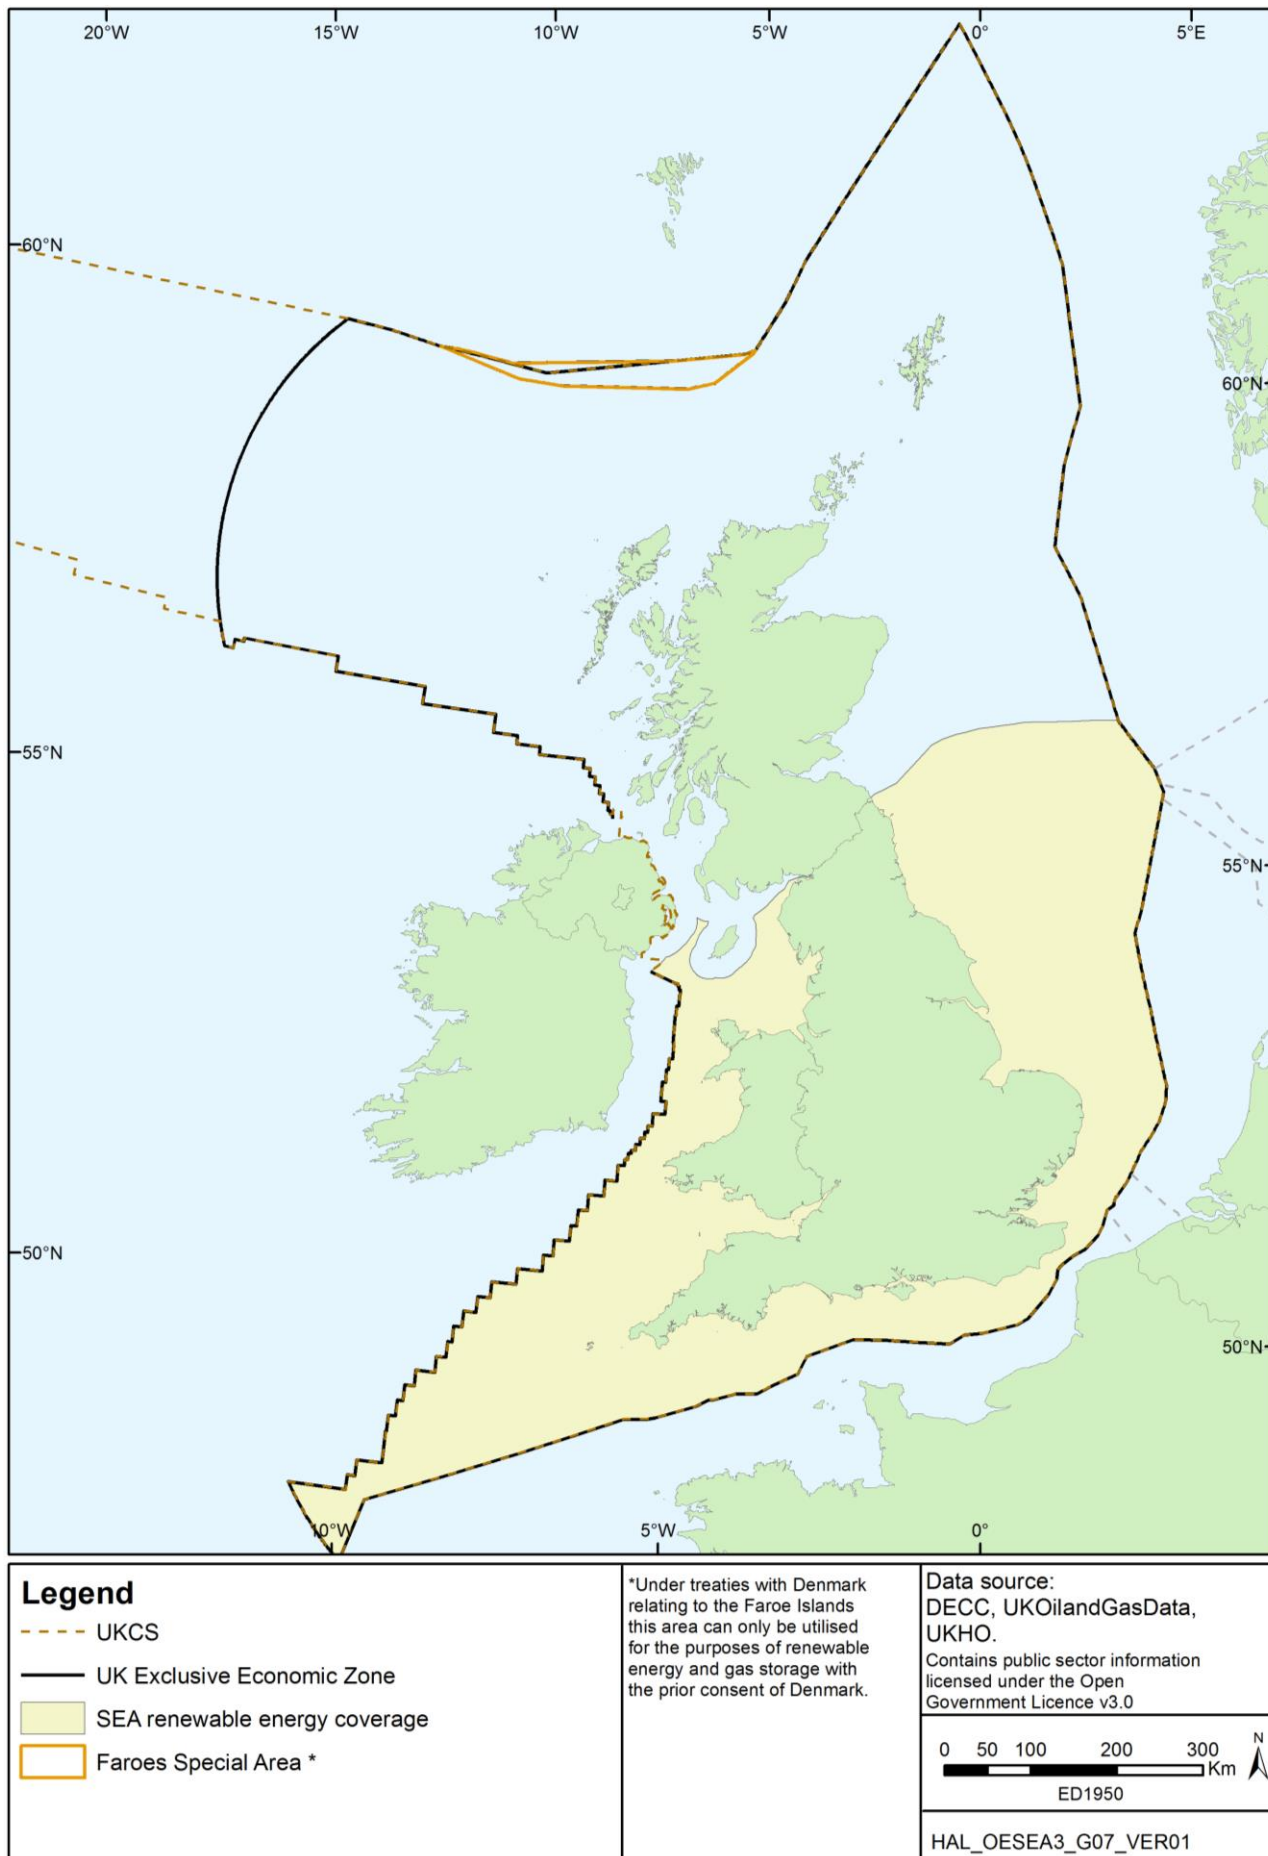 20°W
15°W
10°W
5°W
0°
5°E
60°N
60°N
55°N
55°N
50°N
50°N
10°W
5°W
0°
Legend
UKCS
UK Exclusive Economic Zone
SEA renewable energy coverage
Faroes Special Area *
*Under treaties with Denmark
relating to the Faroe Islands
this area can only be utilised
for the purposes of renewable
energy and gas storage with
the prior consent of Denmark.
Data source:
DECC, UKOilandGasData,
UKHO.
Contains public sector information
licensed under the Open
Government Licence v3.0
0 50 100 200 300
Km
N
ED1950
HAL_OESEA3_G07_VER01